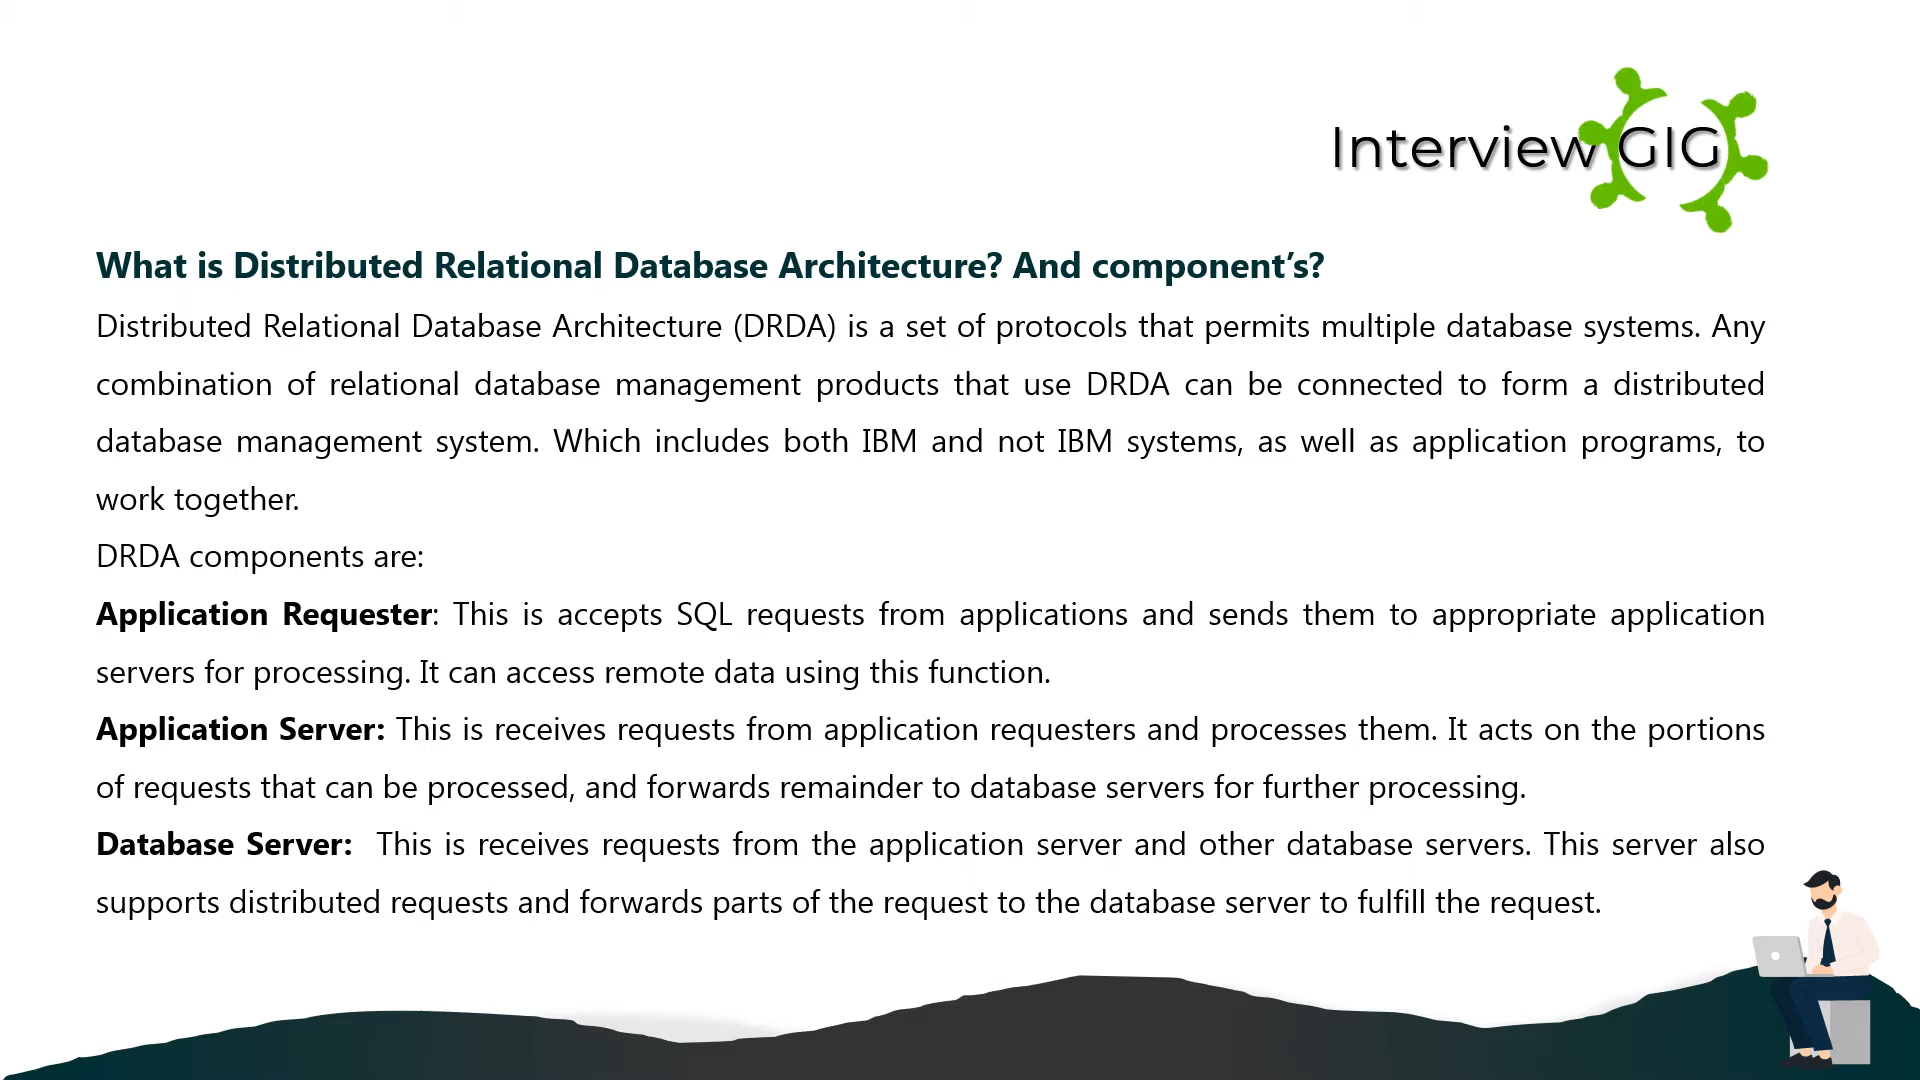 Interview GIG
What is Distributed Relational Database Architecture? And component’s?
Distributed Relational Database Architecture (DRDA) is a set of protocols that permits multiple database systems. Any
combination of relational database management products that use DRDA can be connected to form a distributed
database management system. Which includes both IBM and not IBM systems, as well as application programs, to
work together.
DRDA components are:
Application Requester: This is accepts SQL requests from applications and sends them to appropriate application
servers for processing. It can access remote data using this function.
Application Server: This is receives requests from application requesters and processes them. It acts on the portions
of requests that can be processed, and forwards remainder to database servers for further processing.
Database Server: This is receives requests from the application server and other database servers. This server also
supports distributed requests and forwards parts of the request to the database server to fulfill the request.